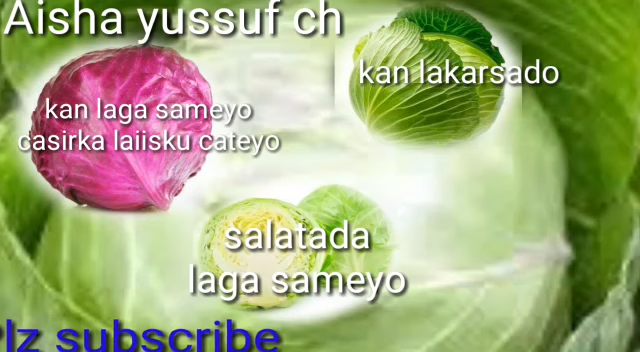 Aisha yussuf ch
kan lakarsado
kan laga sameyo
casirka laiisku cateyo
salatada
laga sameyo
lz subscribe